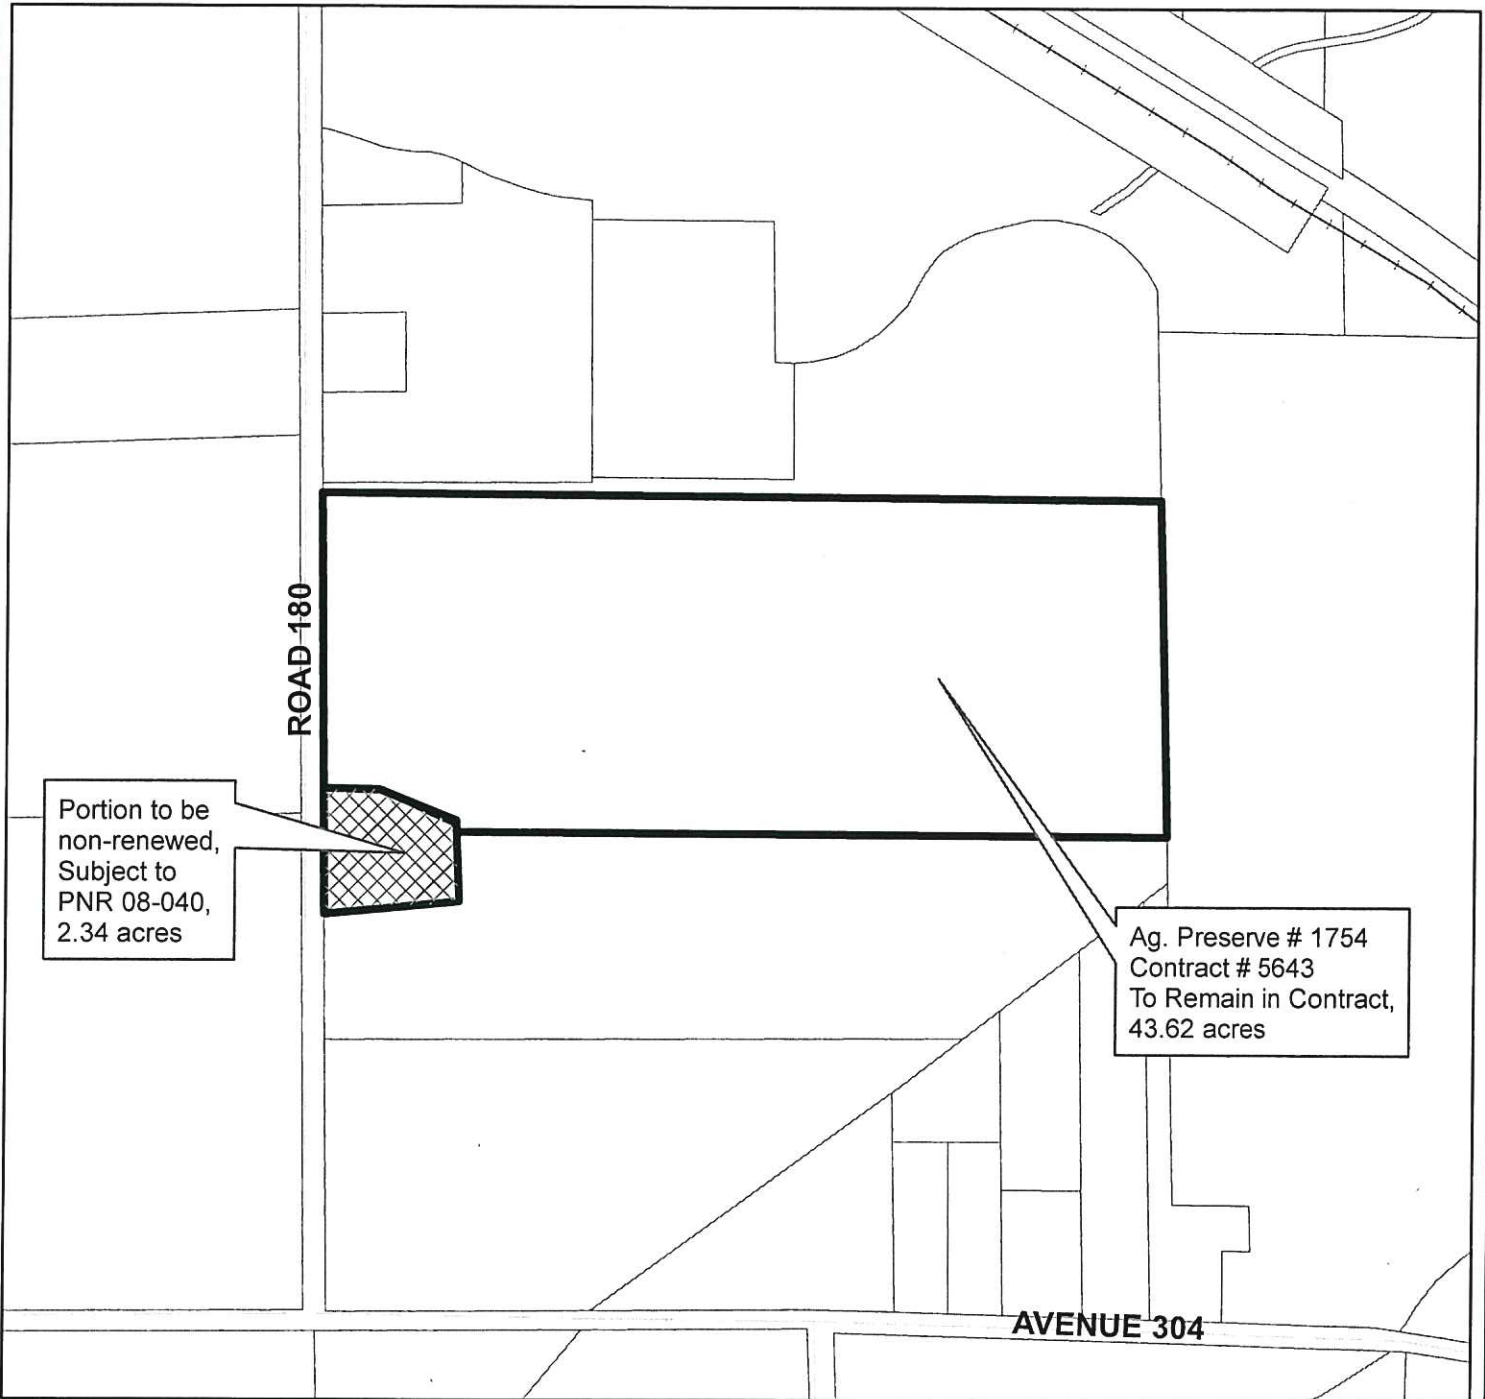 ROAD 180
Portion to be
non-renewed,
Subject to
PNR 08-040,
2.34 acres
Ag. Preserve # 1754
Contract # 5643
To Remain in Contract,
43.62 acres
AVENUE 304